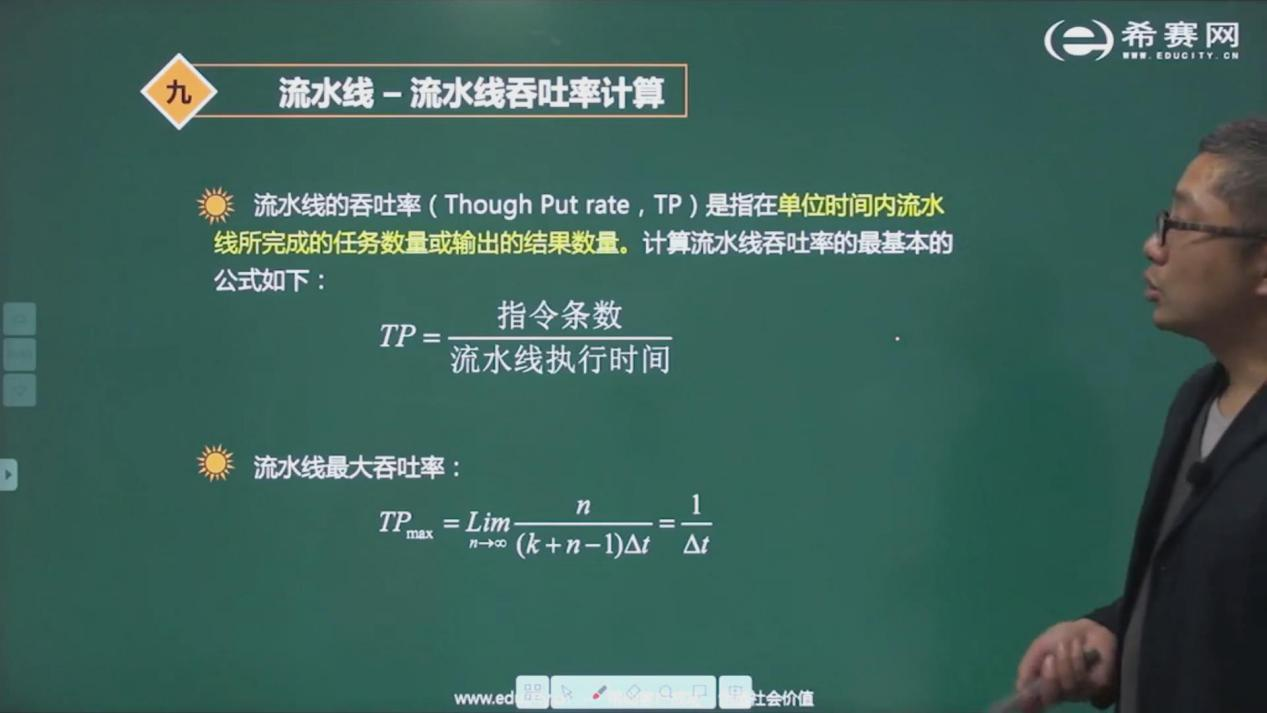 希赛网
WWW.EDUCITY.CN
九
流水线 – 流水线吞吐率计算
流水线的吞吐率（Though Put rate，TP）是指在单位时间内流水
线所完成的任务数量或输出的结果数量。计算流水线吞吐率的最基本的
公式如下：
TP = 指令条数 / 流水线执行时间
流水线最大吞吐率：
TPmax = Lim n→∞ n / (k+n−1)Δt = 1 / Δt
www.edu
社会价值